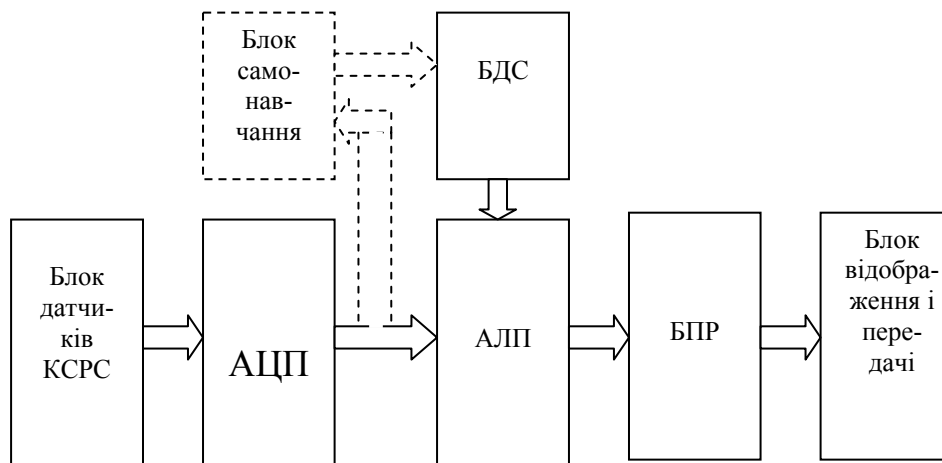 Блок
само-
нав-
чання
БДС
Блок
датчи-
ків
КСРС
АЦП
АЛП
БПР
Блок
відобра-
ження і
пере-
дачі